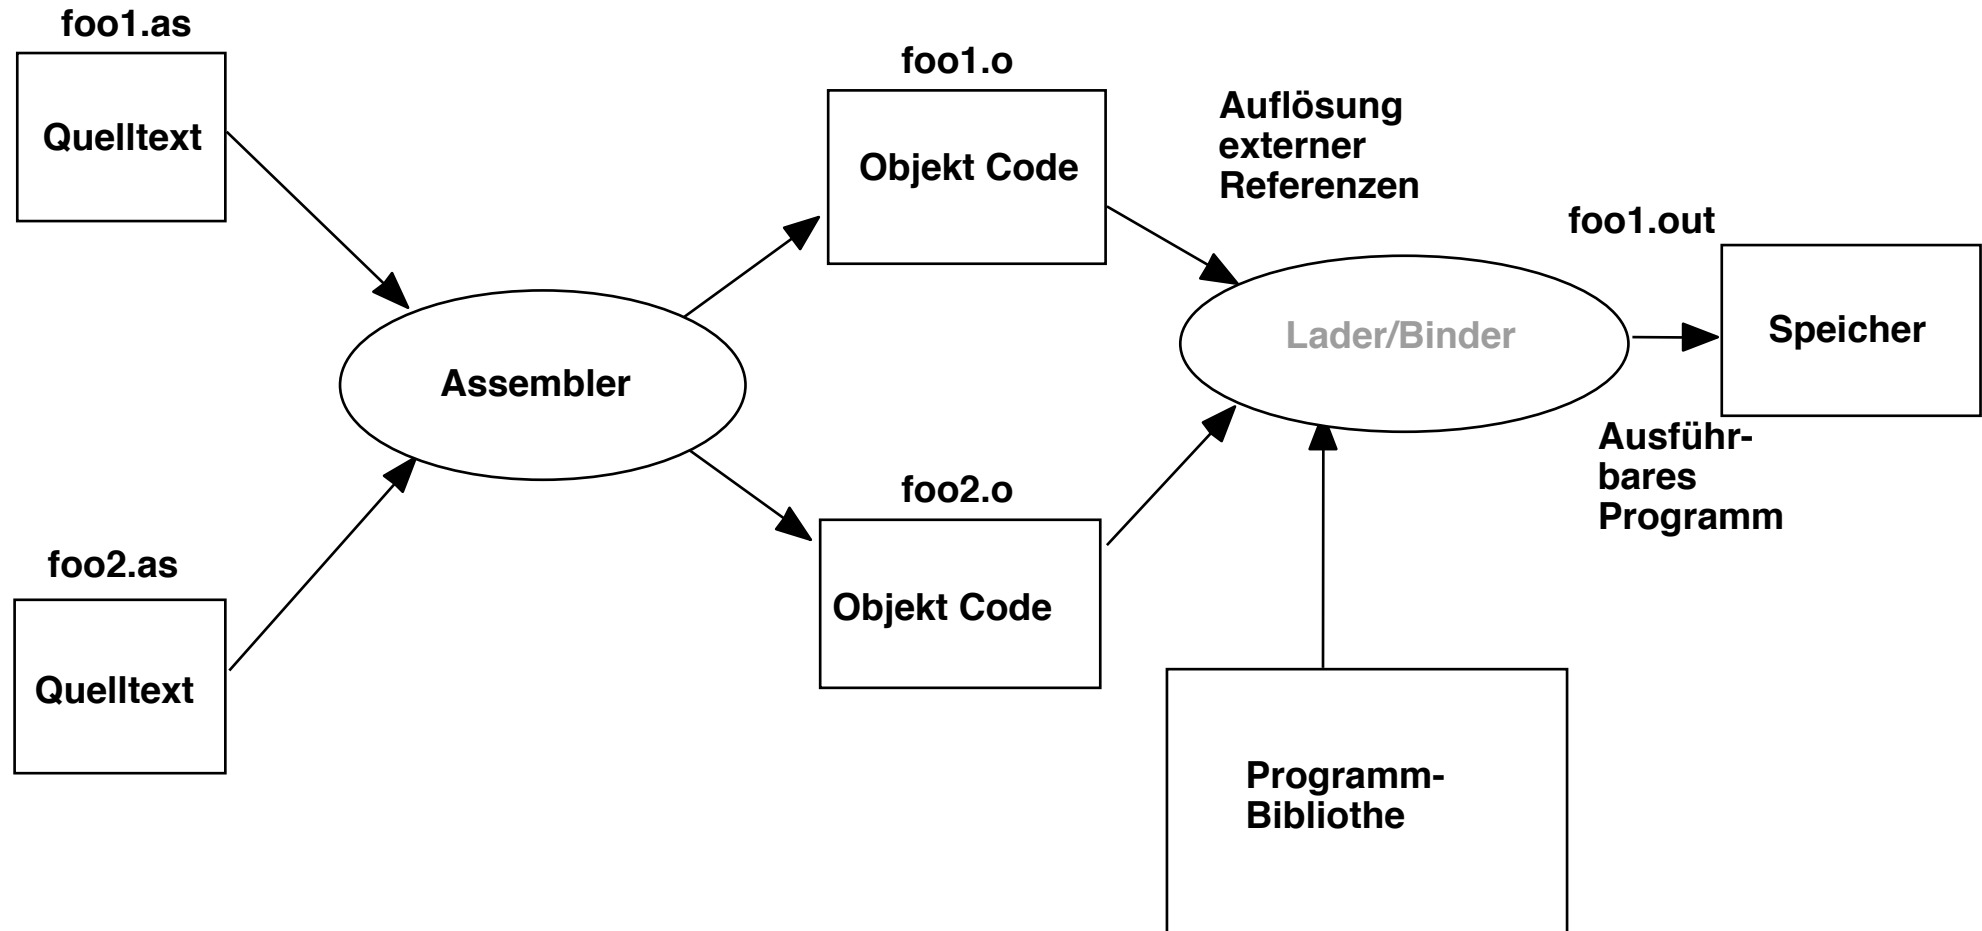 foo1.as
Quelltext
foo1.o
Objekt Code
Auflösung
externer
Referenzen
foo1.out
Speicher
Lader/Binder
Assembler
Ausführ-
bares
Programm
foo2.o
Objekt Code
foo2.as
Quelltext
Programm-
Bibliothe